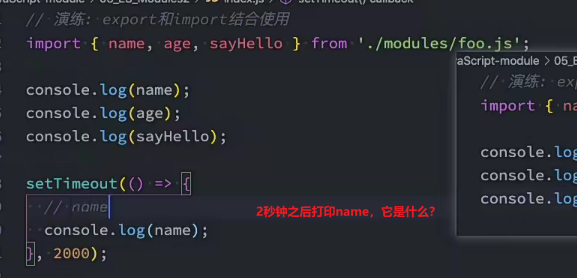 aScript-module > 05_ES_Modules2 > index.js > setTimeout() callback
// 演练: export和import结合使用
import { name, age, sayHello } from './modules/foo.js';
console.log(name);
console.log(age);
console.log(sayHello);
setTimeout(() => {
// name
console.log(name);
}, 2000);
2秒钟之后打印name，它是什么?
aScript-module > 05_E
// 演练: exp
import { na
console.log
console.log
console.log